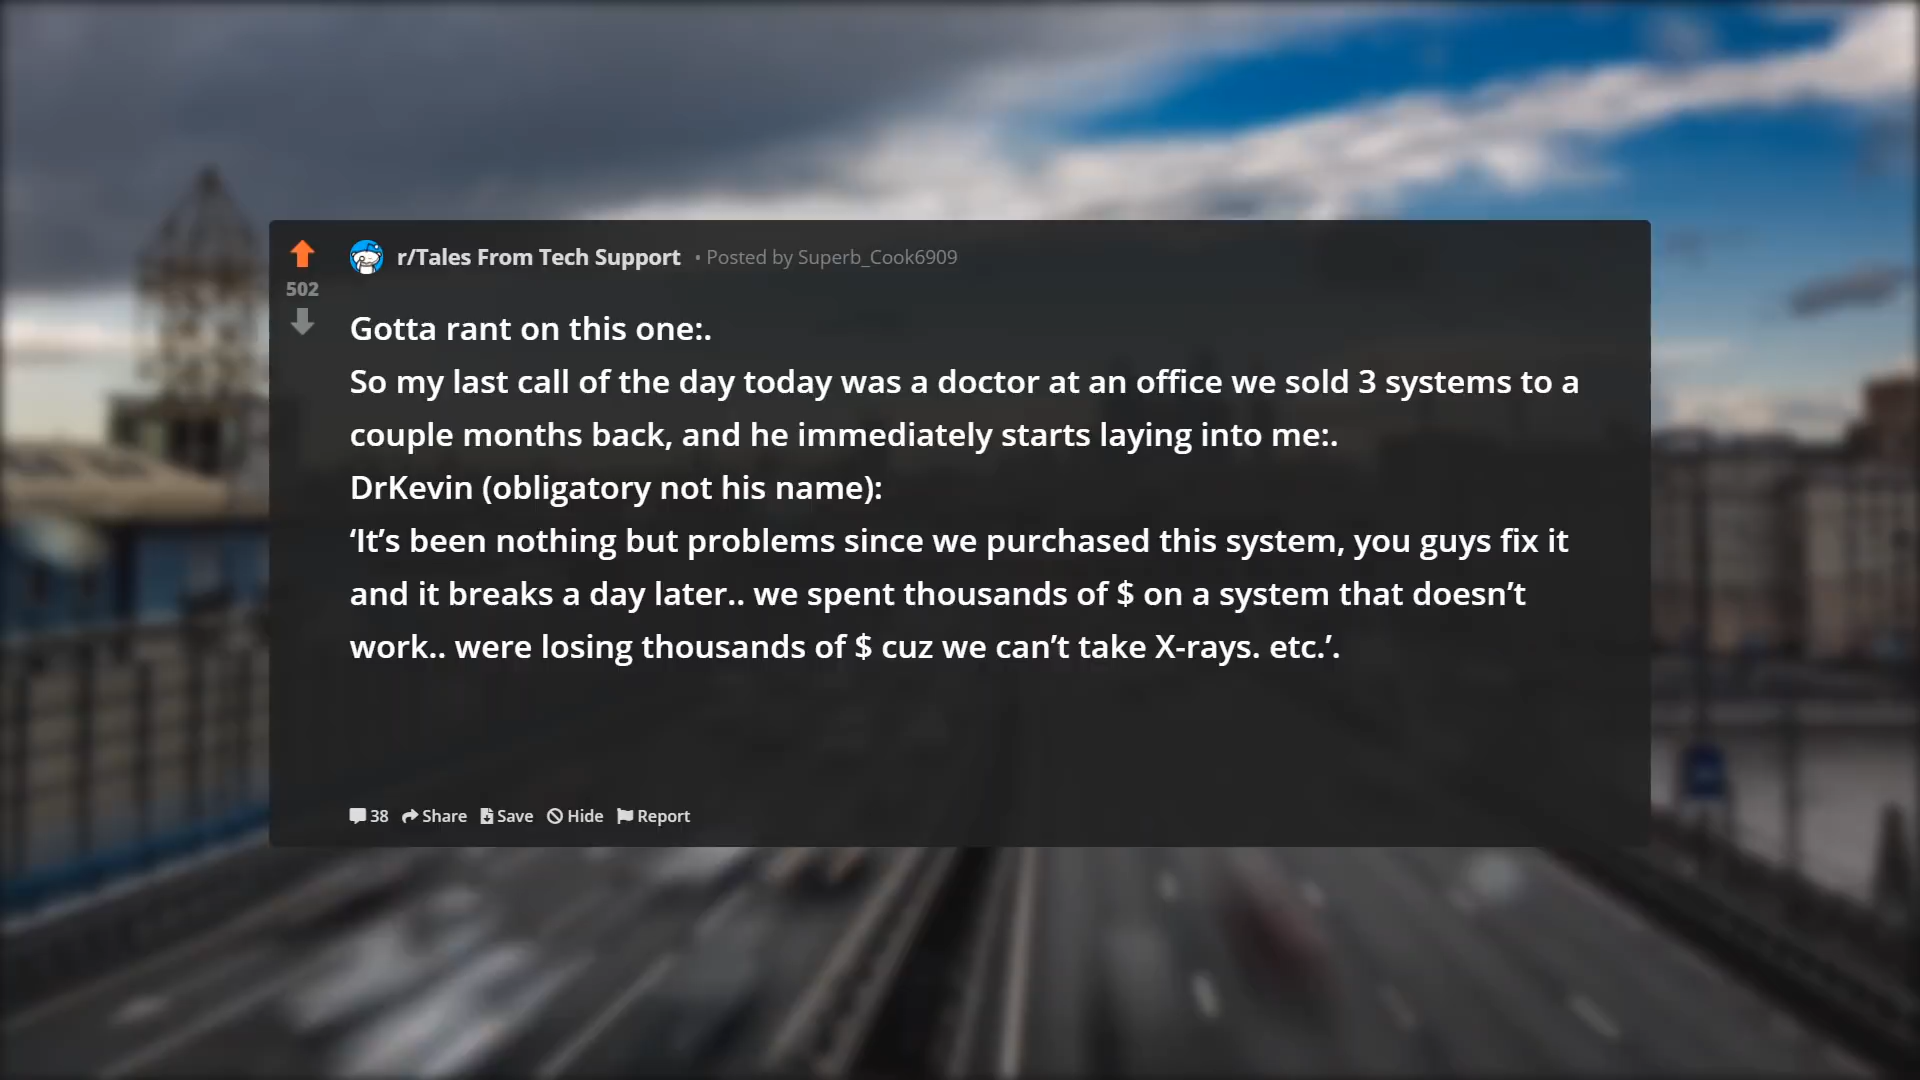 r/Tales From Tech Support • Posted by Superb_Cook6909
502
Gotta rant on this one:.
So my last call of the day today was a doctor at an office we sold 3 systems to a
couple months back, and he immediately starts laying into me:.
DrKevin (obligatory not his name):
‘It’s been nothing but problems since we purchased this system, you guys fix it
and it breaks a day later.. we spent thousands of $ on a system that doesn’t
work.. were losing thousands of $ cuz we can’t take X-rays. etc.’.
38 Share Save Hide Report